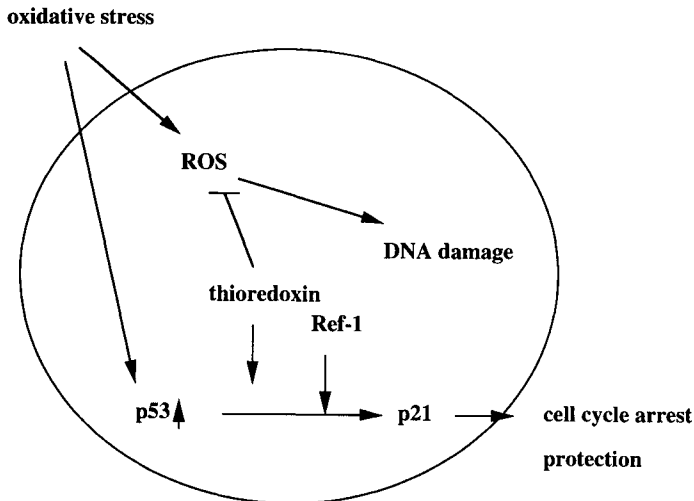 oxidative stress
ROS
DNA damage
thioredoxin
Ref-1
p53
p21
cell cycle arrest
protection